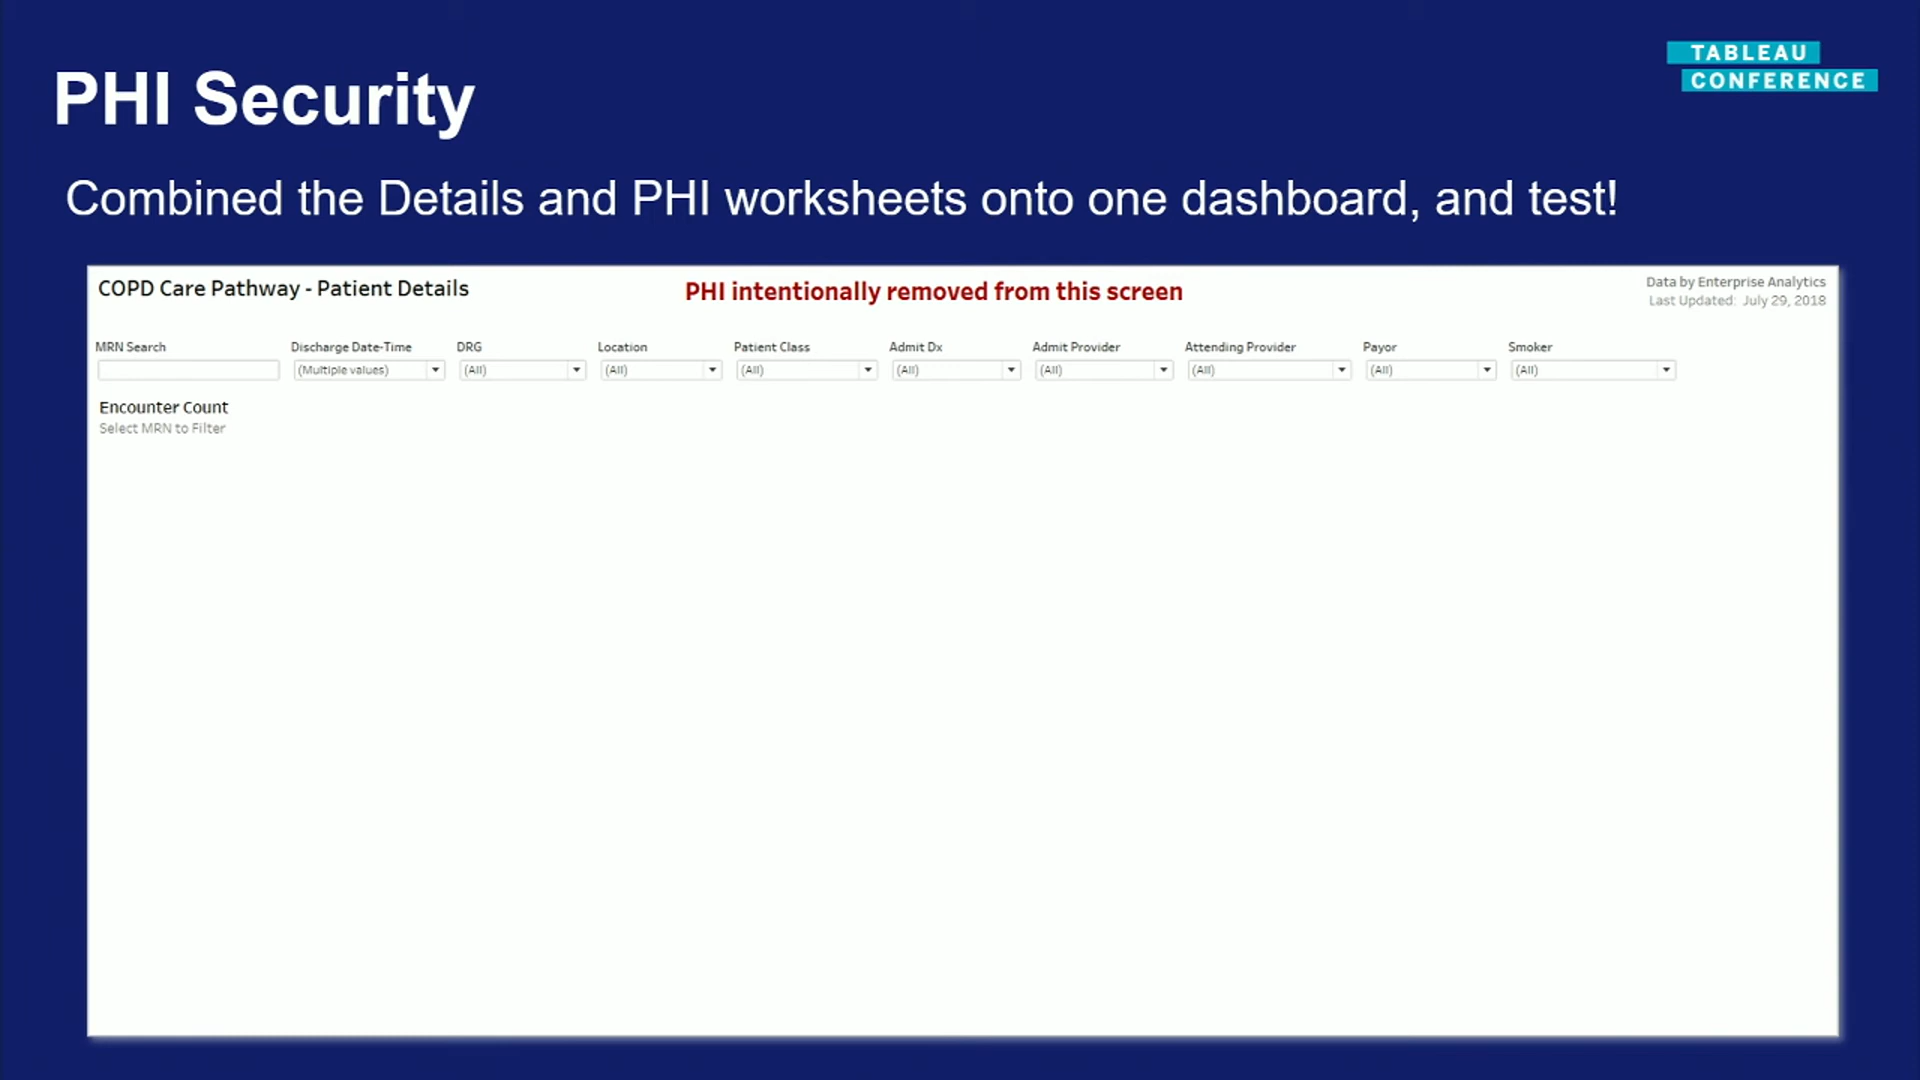 TABLEAU
CONFERENCE
PHI Security
Combined the Details and PHI worksheets onto one dashboard, and test!
COPD Care Pathway - Patient Details
PHI intentionally removed from this screen
Data by Enterprise Analytics
Last Updated: July 29, 2018
MRN Search Discharge Date-Time DRG Location Patient Class Admit Dx Admit Provider Attending Provider Payor Smoker
(Multiple values) (All) (All) (All) (All) (All) (All) (All) (All)
Encounter Count
Select MRN to Filter